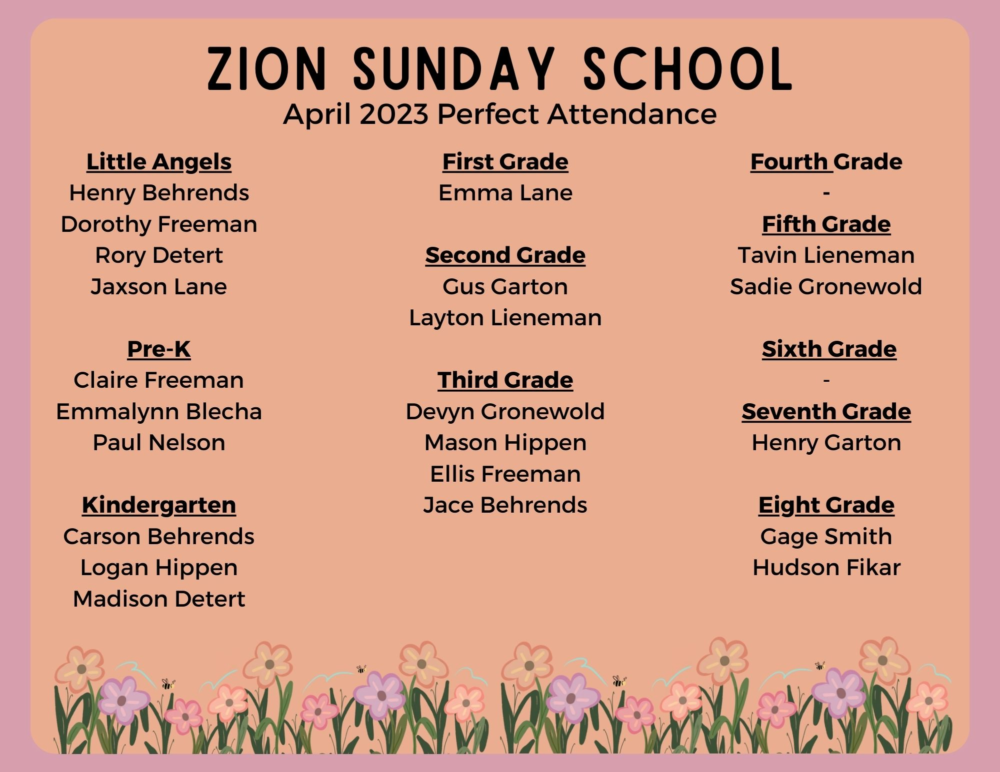 ZION SUNDAY SCHOOL
April 2023 Perfect Attendance
Little Angels
Henry Behrends
Dorothy Freeman
Rory Detert
Jaxson Lane
Pre-K
Claire Freeman
Emmalynn Blecha
Paul Nelson
Kindergarten
Carson Behrends
Logan Hippen
Madison Detert
First Grade
Emma Lane
Second Grade
Gus Garton
Layton Lieneman
Third Grade
Devyn Gronewold
Mason Hippen
Ellis Freeman
Jace Behrends
Fourth Grade
-
Fifth Grade
Tavin Lieneman
Sadie Gronewold
Sixth Grade
-
Seventh Grade
Henry Garton
Eight Grade
Gage Smith
Hudson Fikar